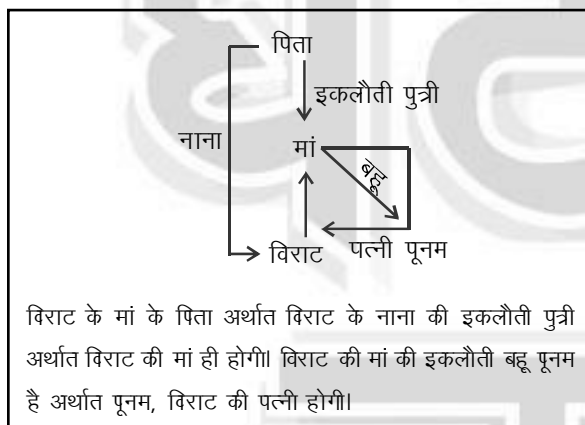 पिता
इकलौती पुत्री
नाना
मां
बहू
विराट
पत्नी पूनम
विराट के मां के पिता अर्थात विराट के नाना की इकलौती पुत्री
अर्थात विराट की मां ही होगी। विराट की मां की इकलौती बहू पूनम
है अर्थात पूनम, विराट की पत्नी होगी।